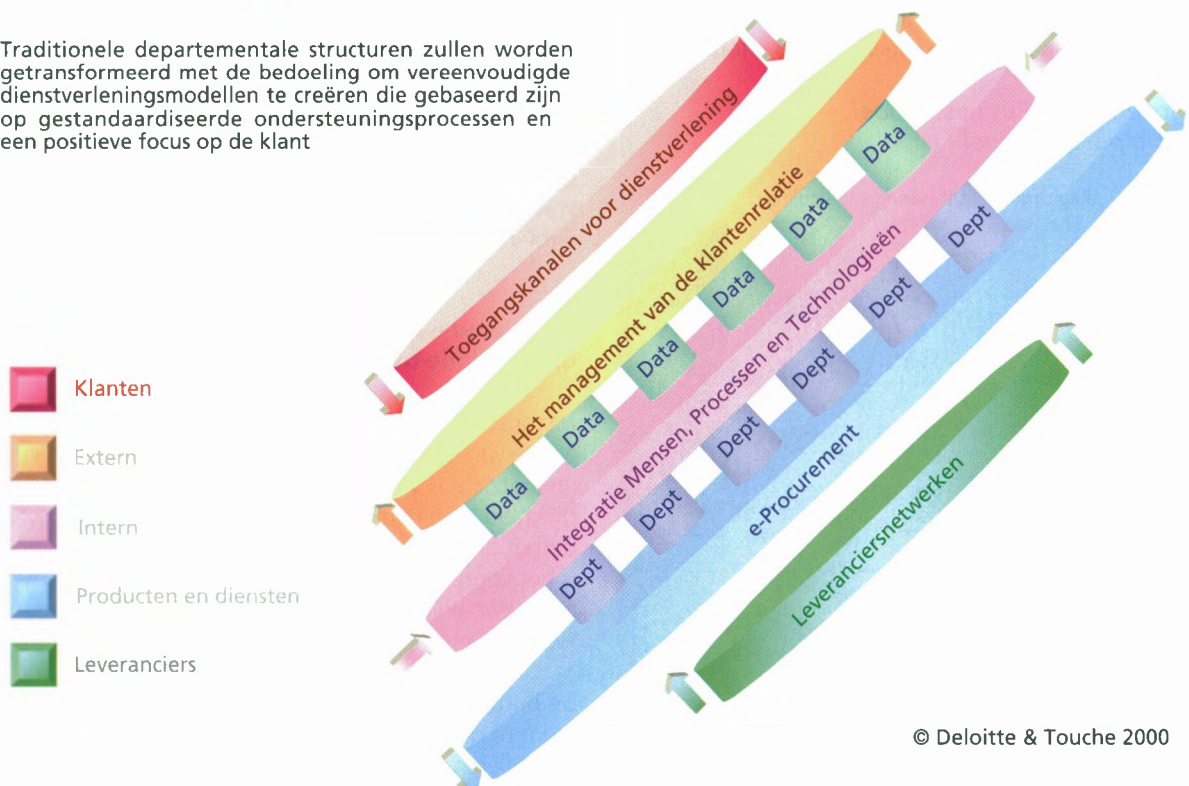 Traditionele departementale structuren zullen worden
getransformeerd met de bedoeling om vereenvoudigde
dienstverleningsmodellen te creëren die gebaseerd zijn
op gestandaardiseerde ondersteuningsprocessen en
een positieve focus op de klant
Toegangskanalen voor dienstverlening
Het management van de klantenrelatie
Data
Data
Data
Data
Data
Data
Integratie Mensen, Processen en Technologieën
Dept
Dept
Dept
Dept
Dept
Dept
e-Procurement
Leveranciersnetwerken
Klanten
Extern
Intern
Producten en diensten
Leveranciers
© Deloitte & Touche 2000